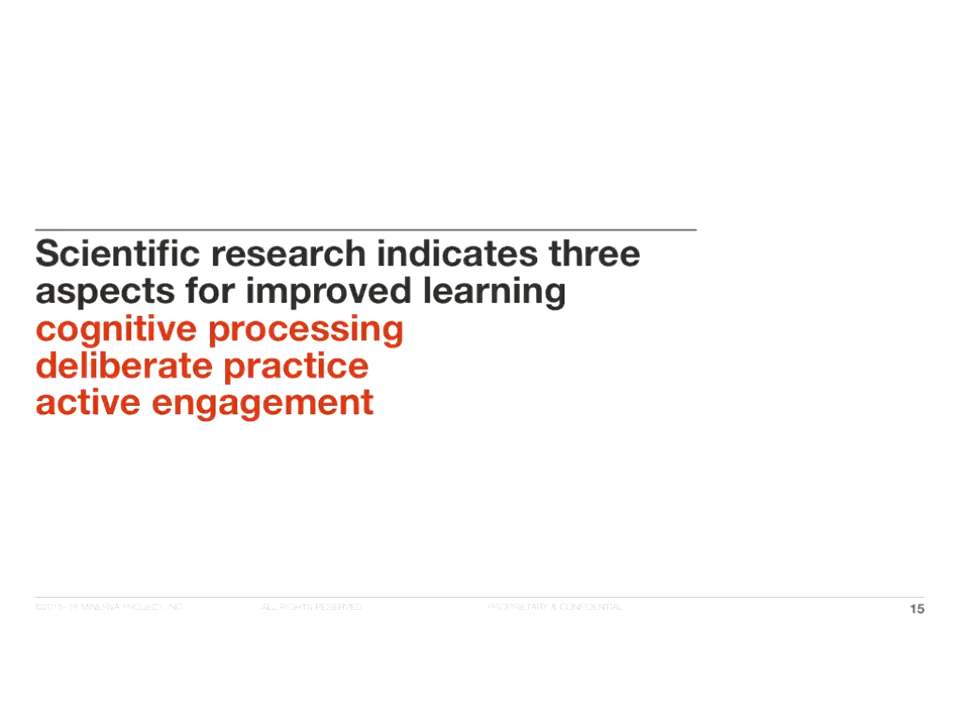 Scientific research indicates three
aspects for improved learning
cognitive processing
deliberate practice
active engagement
©2015–16 MINERVA PROJECT, INC.
ALL RIGHTS RESERVED
PROPRIETARY & CONFIDENTIAL
15